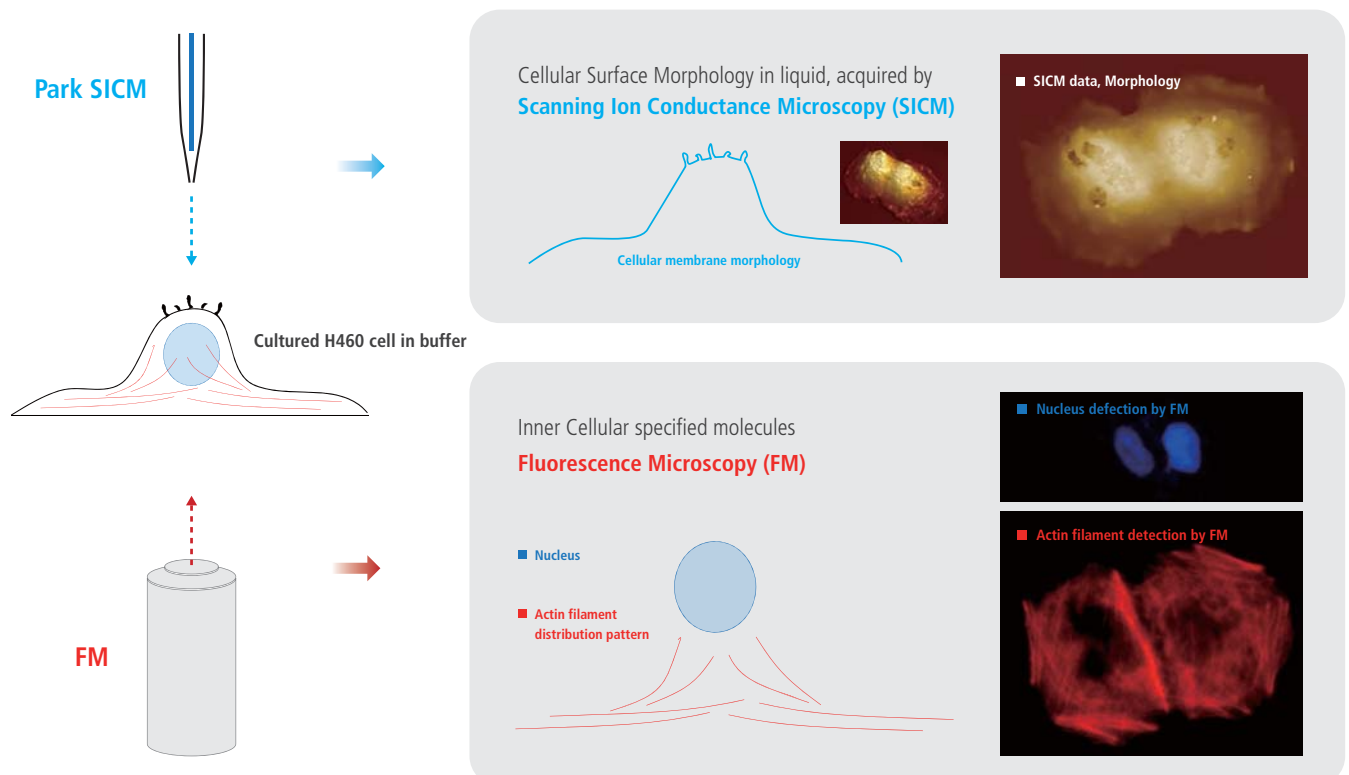 Park SICM
Cultured H460 cell in buffer
FM
Cellular Surface Morphology in liquid, acquired by
Scanning Ion Conductance Microscopy (SICM)
Cellular membrane morphology
SICM data, Morphology
Inner Cellular specified molecules
Fluorescence Microscopy (FM)
Nucleus
Actin filament
distribution pattern
Nucleus defection by FM
Actin filament detection by FM